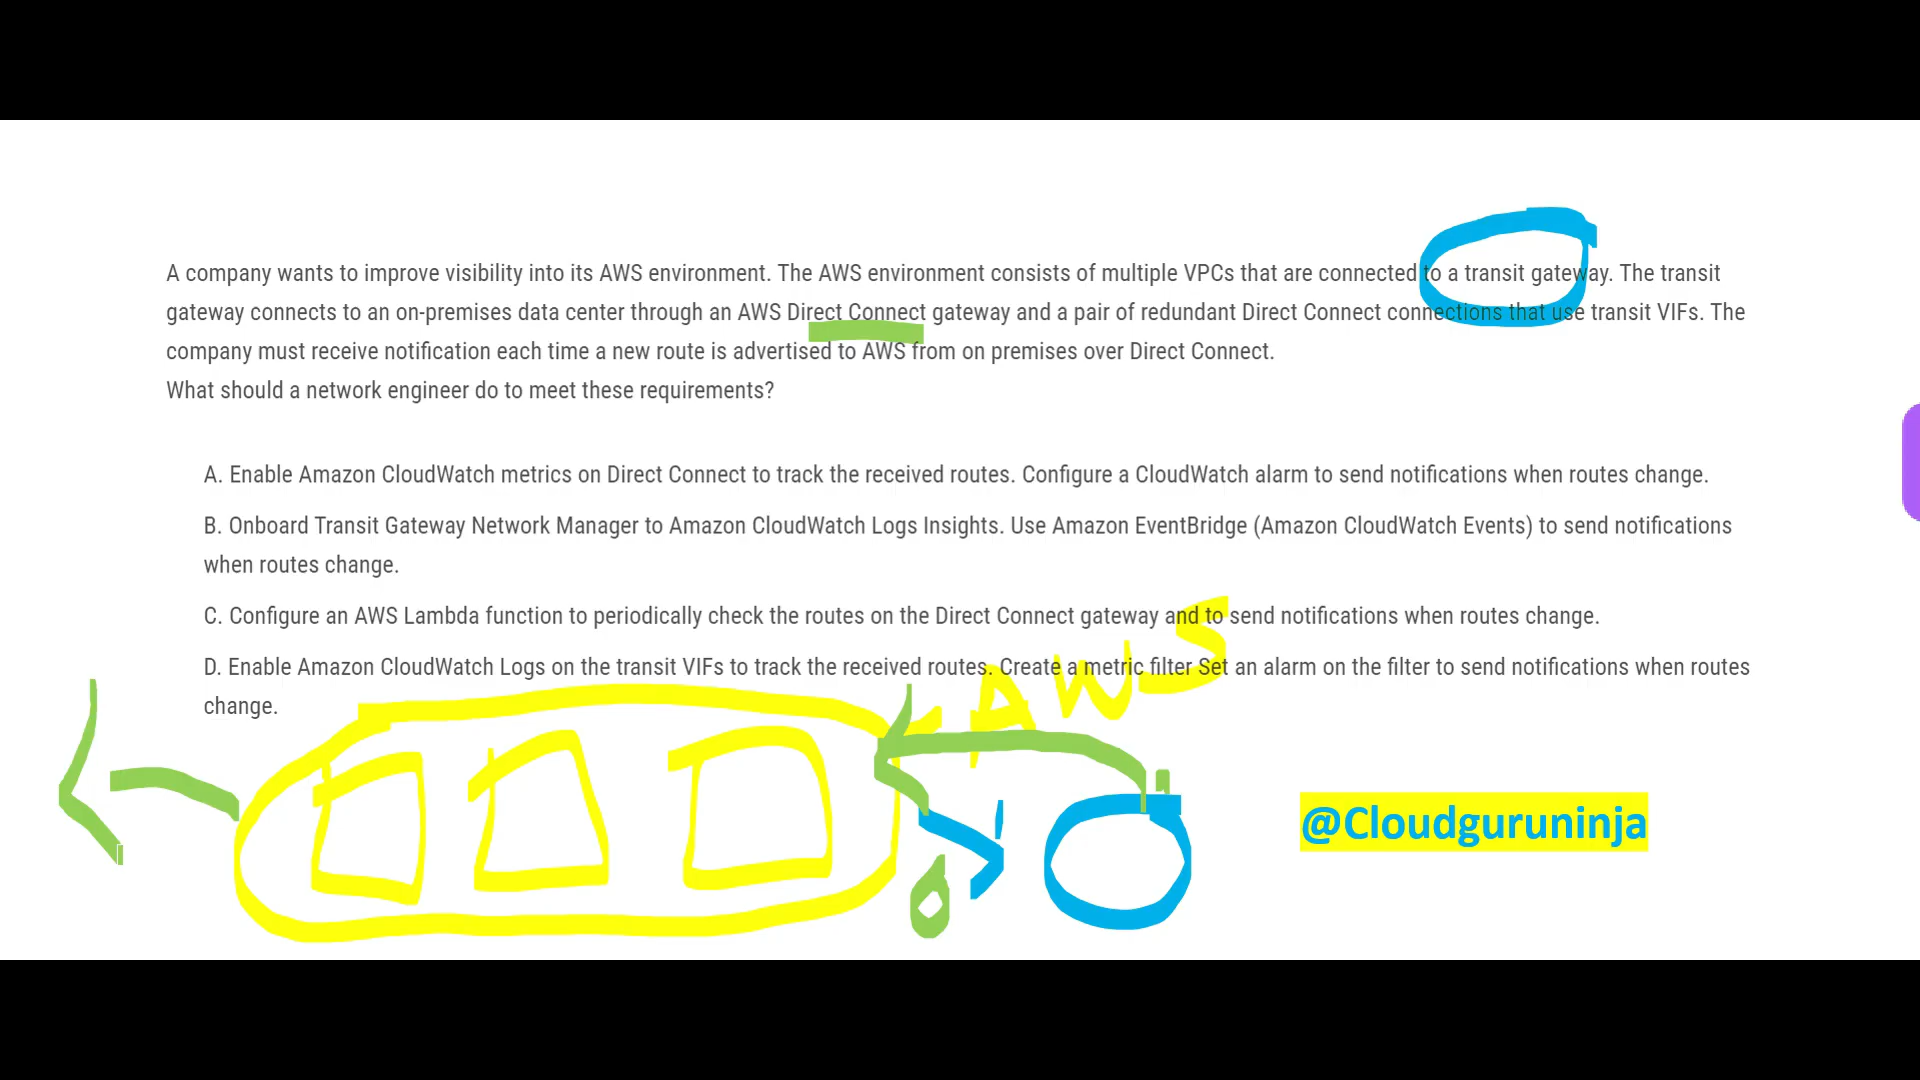 A company wants to improve visibility into its AWS environment. The AWS environment consists of multiple VPCs that are connected to a transit gateway. The transit
gateway connects to an on-premises data center through an AWS Direct Connect gateway and a pair of redundant Direct Connect connections that use transit VIFs. The
company must receive notification each time a new route is advertised to AWS from on premises over Direct Connect.
What should a network engineer do to meet these requirements?
A. Enable Amazon CloudWatch metrics on Direct Connect to track the received routes. Configure a CloudWatch alarm to send notifications when routes change.
B. Onboard Transit Gateway Network Manager to Amazon CloudWatch Logs Insights. Use Amazon EventBridge (Amazon CloudWatch Events) to send notifications
when routes change.
C. Configure an AWS Lambda function to periodically check the routes on the Direct Connect gateway and to send notifications when routes change.
D. Enable Amazon CloudWatch Logs on the transit VIFs to track the received routes. Create a metric filter Set an alarm on the filter to send notifications when routes
change.
AWS
@Cloudguruninja